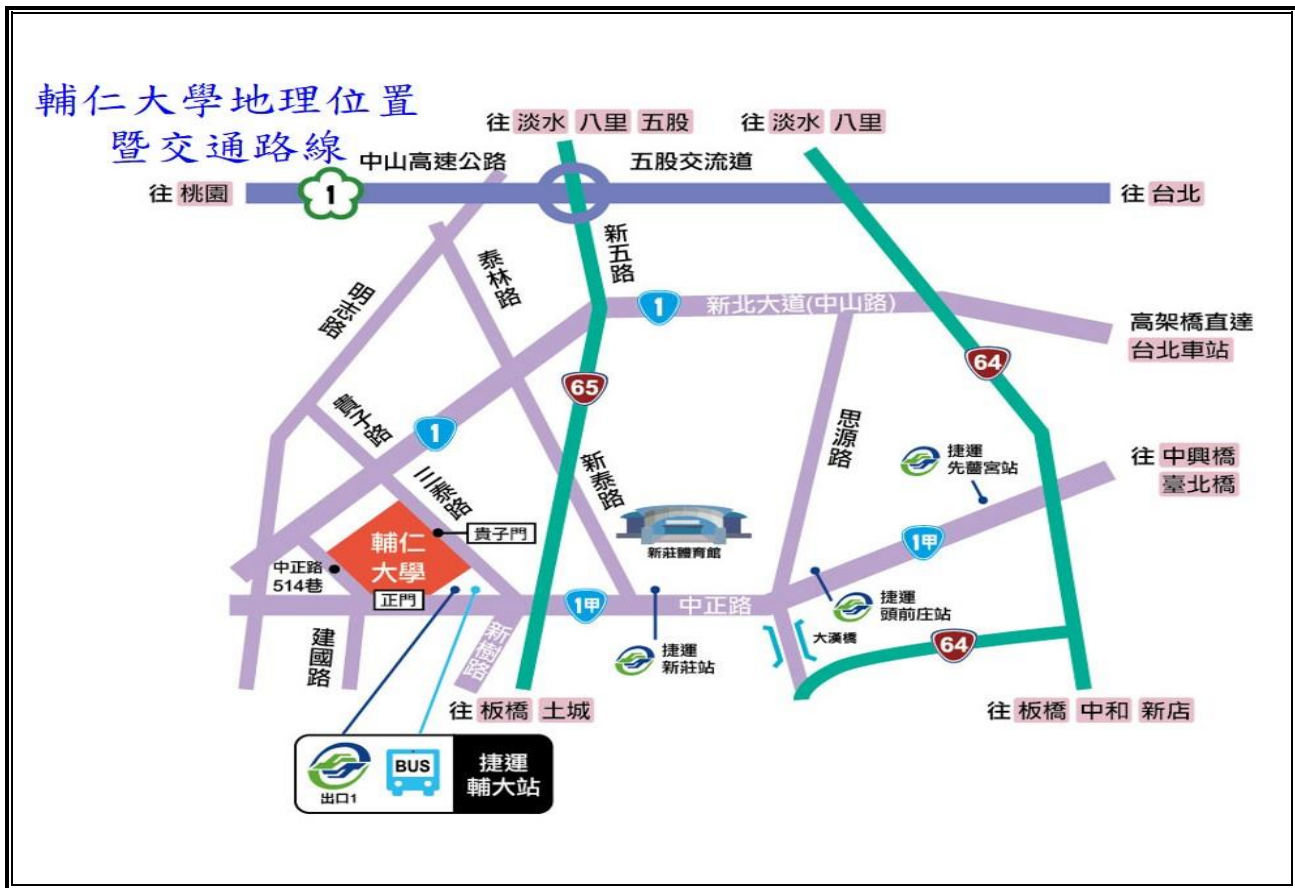 輔仁大學地理位置
暨交通路線
往 淡水 八里 五股
往 淡水 八里
中山高速公路
五股交流道
往 桃園
1
往 台北
新五路
泰林路
明志路
1
新北大道(中山路)
高架橋直達
台北車站
64
65
貴子路
1
思源路
捷運
先嗇宮站
往 中興橋
臺北橋
三泰路
新泰路
新莊體育館
1甲
貴子門
輔仁
大學
中正路
514巷
正門
1甲
中正路
捷運
頭前庄站
建國路
新樹路
捷運
新莊站
大漢橋
64
往 板橋 土城
往 板橋 中和 新店
BUS
出口1
捷運
輔大站